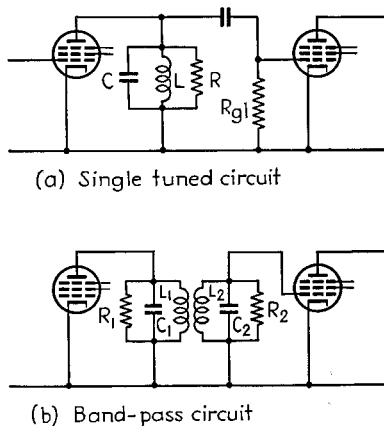 C L R
Rg1
(a) Single tuned circuit
L1 L2
R1 C1 C2 R2
(b) Band-pass circuit